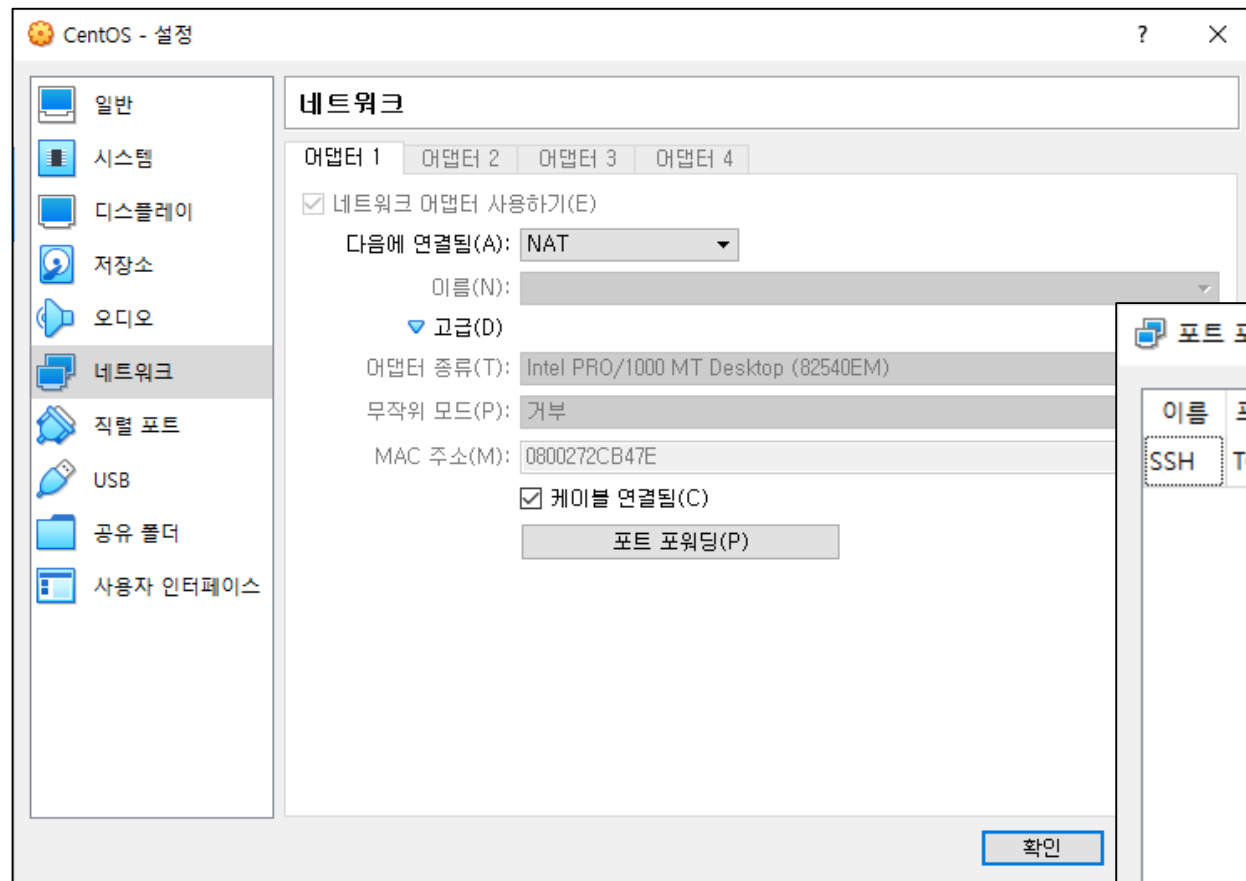 CentOS - 설정
?
일반
시스템
디스플레이
저장소
오디오
네트워크
직렬 포트
USB
공유 폴더
사용자 인터페이스
네트워크
어댑터 1 어댑터 2 어댑터 3 어댑터 4
네트워크 어댑터 사용하기(E)
다음에 연결됨(A): NAT
이름(N):
고급(D)
어댑터 종류(T): Intel PRO/1000 MT Desktop (82540EM)
무작위 모드(P): 거부
MAC 주소(M): 0800272CB47E
케이블 연결됨(C)
포트 포워딩(P)
확인
포트
이름
SSH